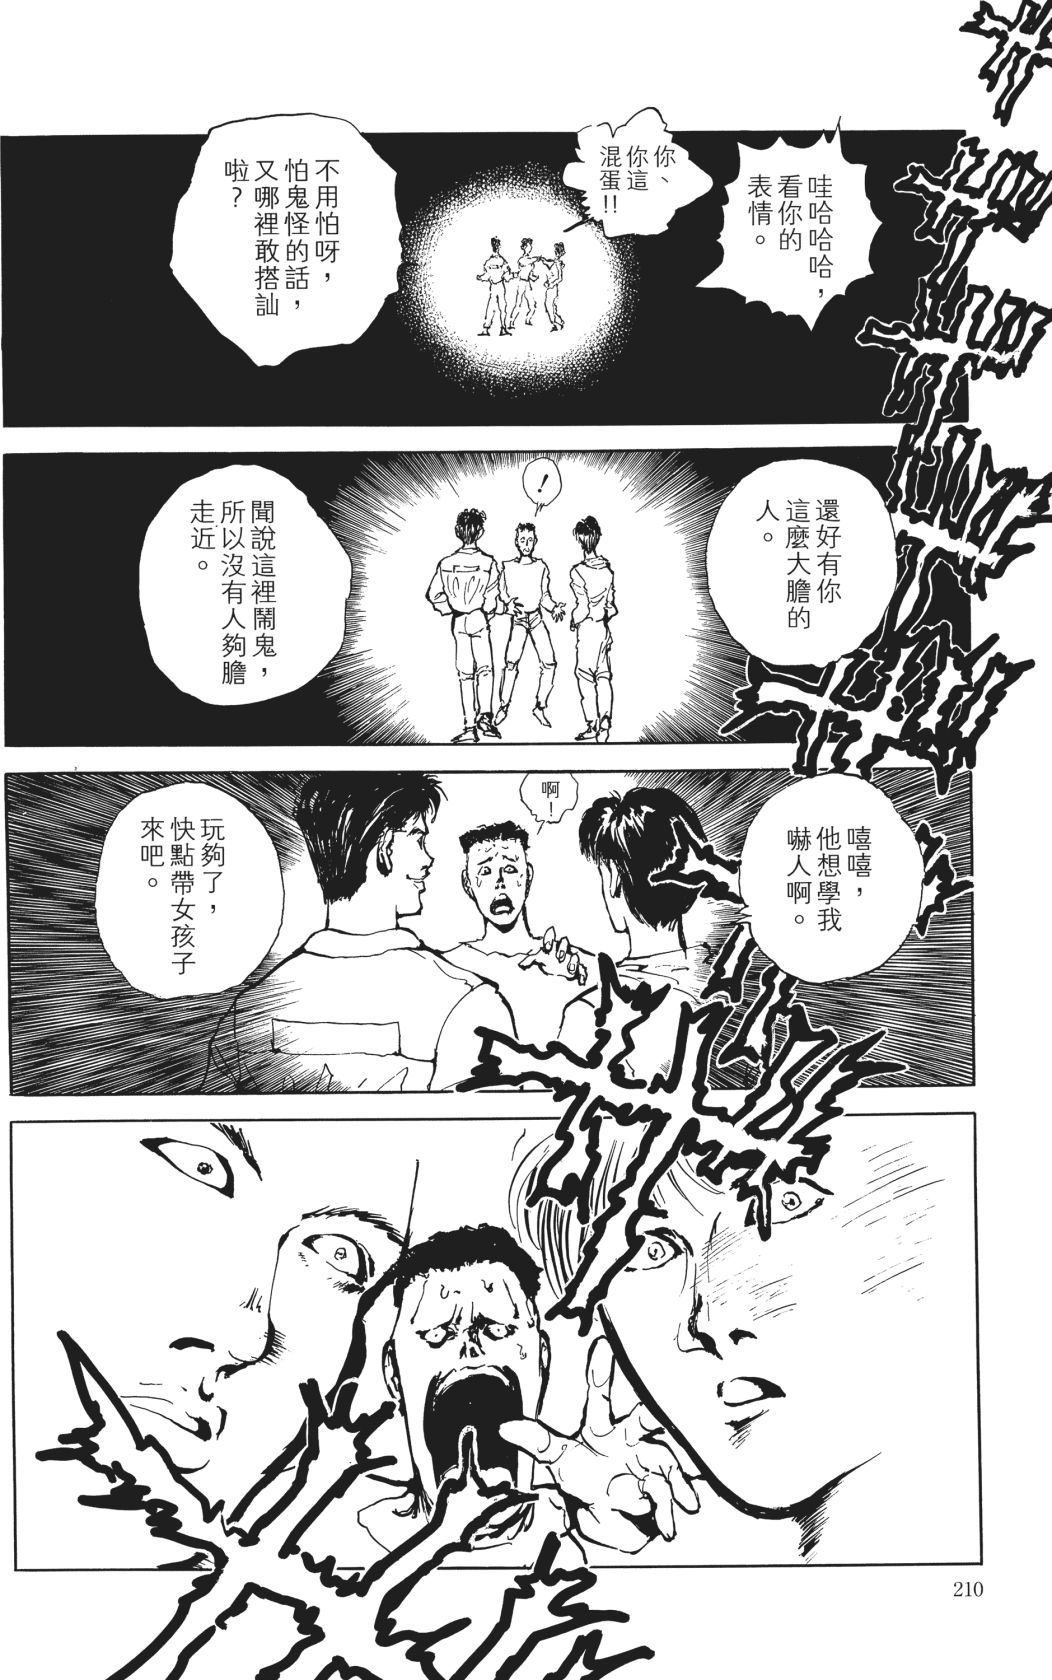 哇哈哈哈，
看你的
表情。
你、
你這
混蛋!!
不用怕呀，
怕鬼怪的話，
又哪裡敢搭訕
啦？
還好有你
這麼大膽的
人。
！
聞說這裡鬧鬼，
所以沒有人夠膽
走近。
嘻嘻，
他想學我
嚇人啊。
啊！
玩夠了，
快點帶女孩子
來吧。
210